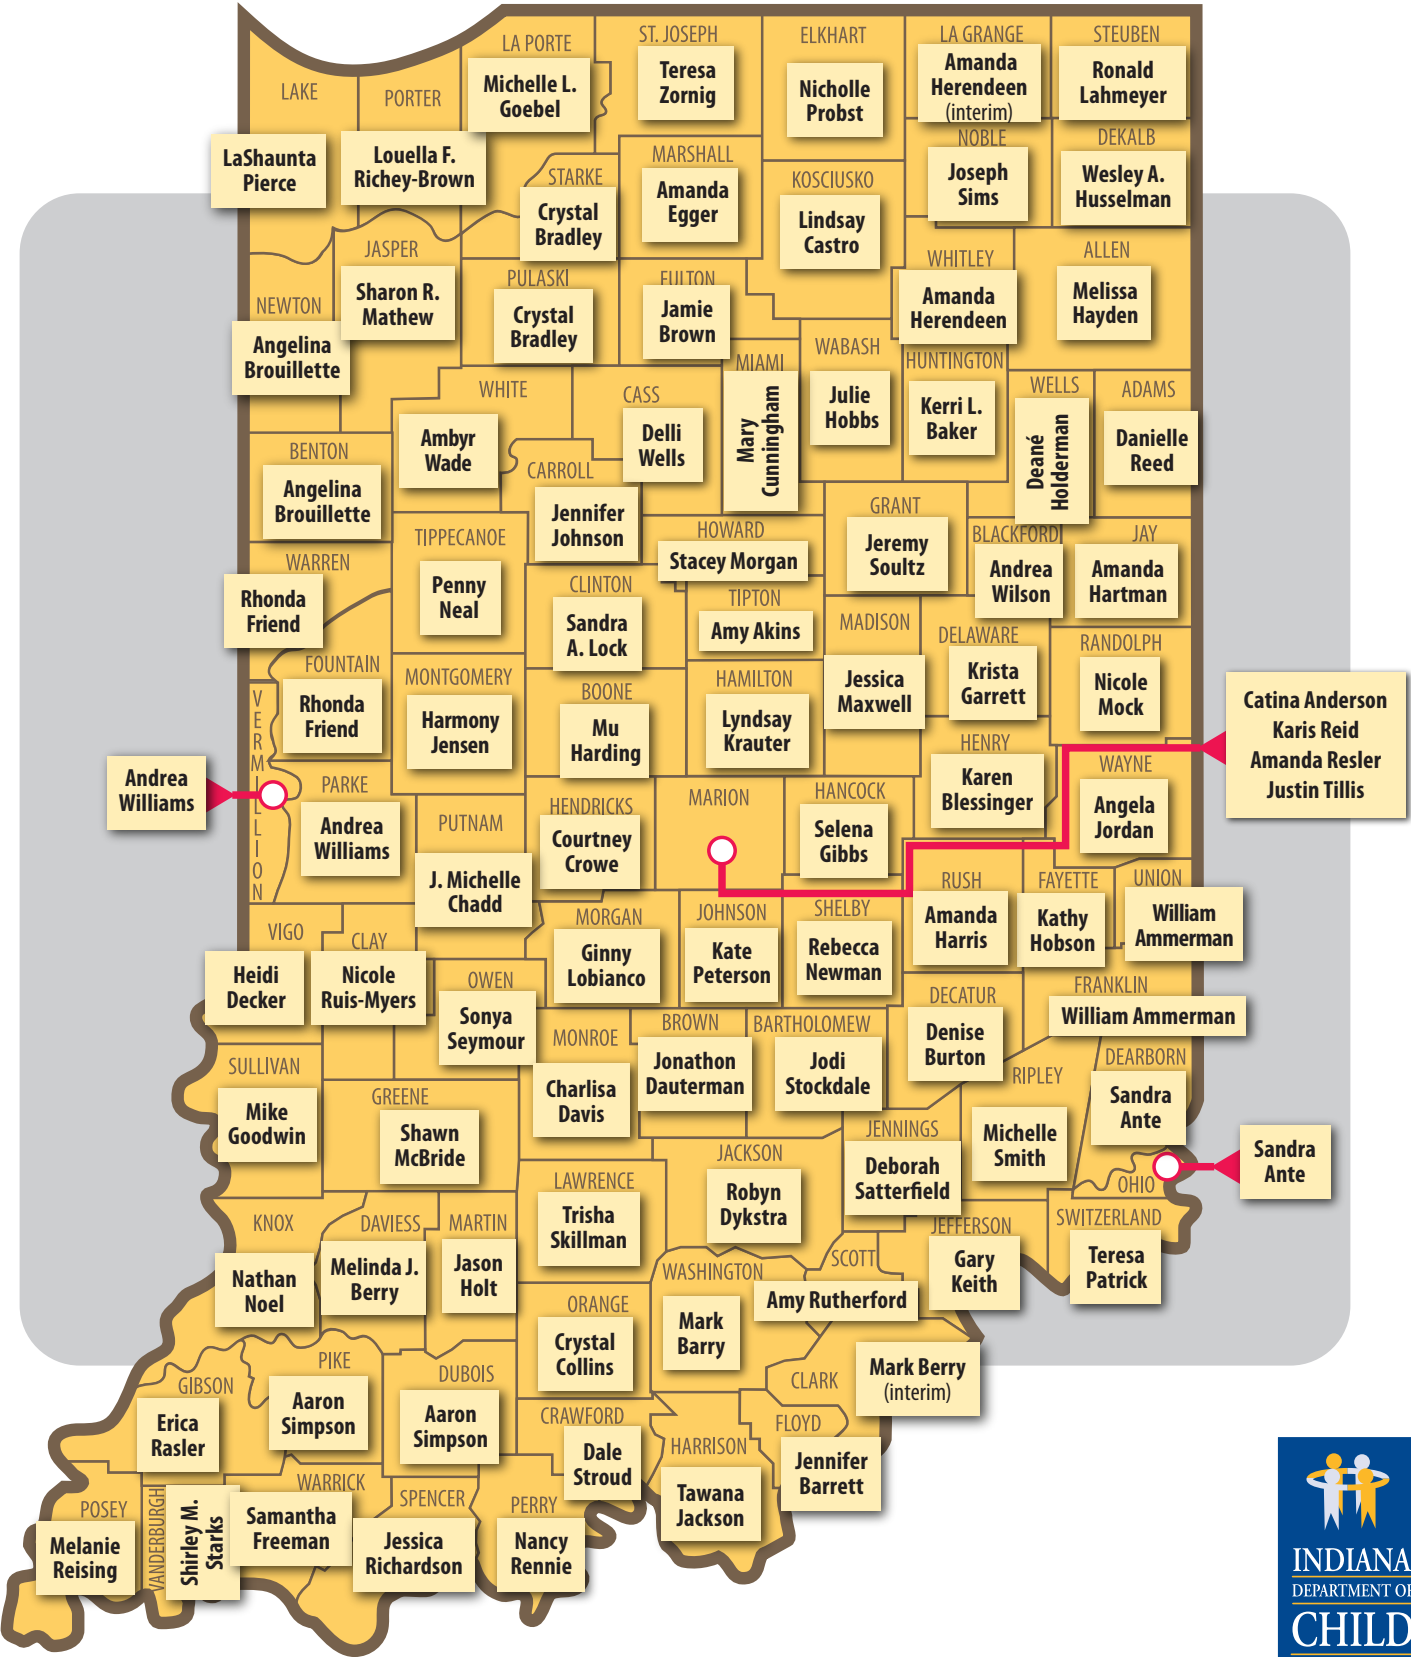 LA PORTE
Michelle L.
Goebel
ST. JOSEPH
Teresa
Zornig
ELKHART
Nicholle
Probst
LA GRANGE
Amanda
Herendeen
(interim)
STEUBEN
Ronald
Lahmeyer
LAKE
LaShaunta
Pierce
PORTER
Louella F.
Richey-Brown
STARKE
Crystal
Bradley
MARSHALL
Amanda
Egger
KOSCIUSKO
Lindsay
Castro
NOBLE
Joseph
Sims
DEKALB
Wesley A.
Husselman
NEWTON
Angelina
Brouillette
JASPER
Sharon R.
Mathew
PULASKI
Crystal
Bradley
FULTON
Jamie
Brown
WHITLEY
Amanda
Herendeen
ALLEN
Melissa
Hayden
WHITE
Ambyr
Wade
CASS
Delli
Wells
MIAMI
Mary
Cunningham
WABASH
Julie
Hobbs
HUNTINGTON
Kerri L.
Baker
WELLS
Deané
Holderman
ADAMS
Danielle
Reed
BENTON
Angelina
Brouillette
CARROLL
Jennifer
Johnson
HOWARD
Stacey Morgan
GRANT
Jeremy
Soultz
BLACKFORD
Andrea
Wilson
JAY
Amanda
Hartman
WARREN
Rhonda
Friend
TIPPECANOE
Penny
Neal
CLINTON
Sandra
A. Lock
TIPTON
Amy Akins
MADISON
Jessica
Maxwell
DELAWARE
Krista
Garrett
RANDOLPH
Nicole
Mock
FOUNTAIN
Rhonda
Friend
MONTGOMERY
Harmony
Jensen
BOONE
Mu
Harding
HAMILTON
Lyndsay
Krauter
HENRY
Karen
Blessinger
WAYNE
Angela
Jordan
Catina Anderson
Karis Reid
Amanda Resler
Justin Tillis
VERMILLION
Andrea
Williams
PARKE
Andrea
Williams
PUTNAM
J. Michelle
Chadd
HENDRICKS
Courtney
Crowe
MARION
HANCOCK
Selena
Gibbs
RUSH
Amanda
Harris
FAYETTE
Kathy
Hobson
UNION
William
Ammerman
VIGO
Heidi
Decker
CLAY
Nicole
Ruis-Myers
OWEN
Sonya
Seymour
MORGAN
Ginny
Lobianco
JOHNSON
Kate
Peterson
SHELBY
Rebecca
Newman
DECATUR
Denise
Burton
FRANKLIN
William Ammerman
SULLIVAN
Mike
Goodwin
GREENE
Shawn
McBride
MONROE
Charlisa
Davis
BROWN
Jonathon
Dauterman
BARTHOLOMEW
Jodi
Stockdale
RIPLEY
Michelle
Smith
DEARBORN
Sandra
Ante
JENNINGS
Deborah
Satterfield
OHIO
Sandra
Ante
KNOX
Nathan
Noel
DAVIESS
Melinda J.
Berry
MARTIN
Jason
Holt
LAWRENCE
Trisha
Skillman
JACKSON
Robyn
Dykstra
JEFFERSON
Gary
Keith
SWITZERLAND
Teresa
Patrick
WASHINGTON
Mark
Barry
SCOTT
Amy Rutherford
ORANGE
Crystal
Collins
CLARK
Mark Berry
(interim)
GIBSON
Erica
Rasler
PIKE
Aaron
Simpson
DUBOIS
Aaron
Simpson
CRAWFORD
Dale
Stroud
HARRISON
Tawana
Jackson
FLOYD
Jennifer
Barrett
POSEY
Melanie
Reising
VANDERBURGH
Shirley M.
Starks
WARRICK
Samantha
Freeman
SPENCER
Jessica
Richardson
PERRY
Nancy
Rennie
INDIANA
DEPARTMENT OF
CHILD